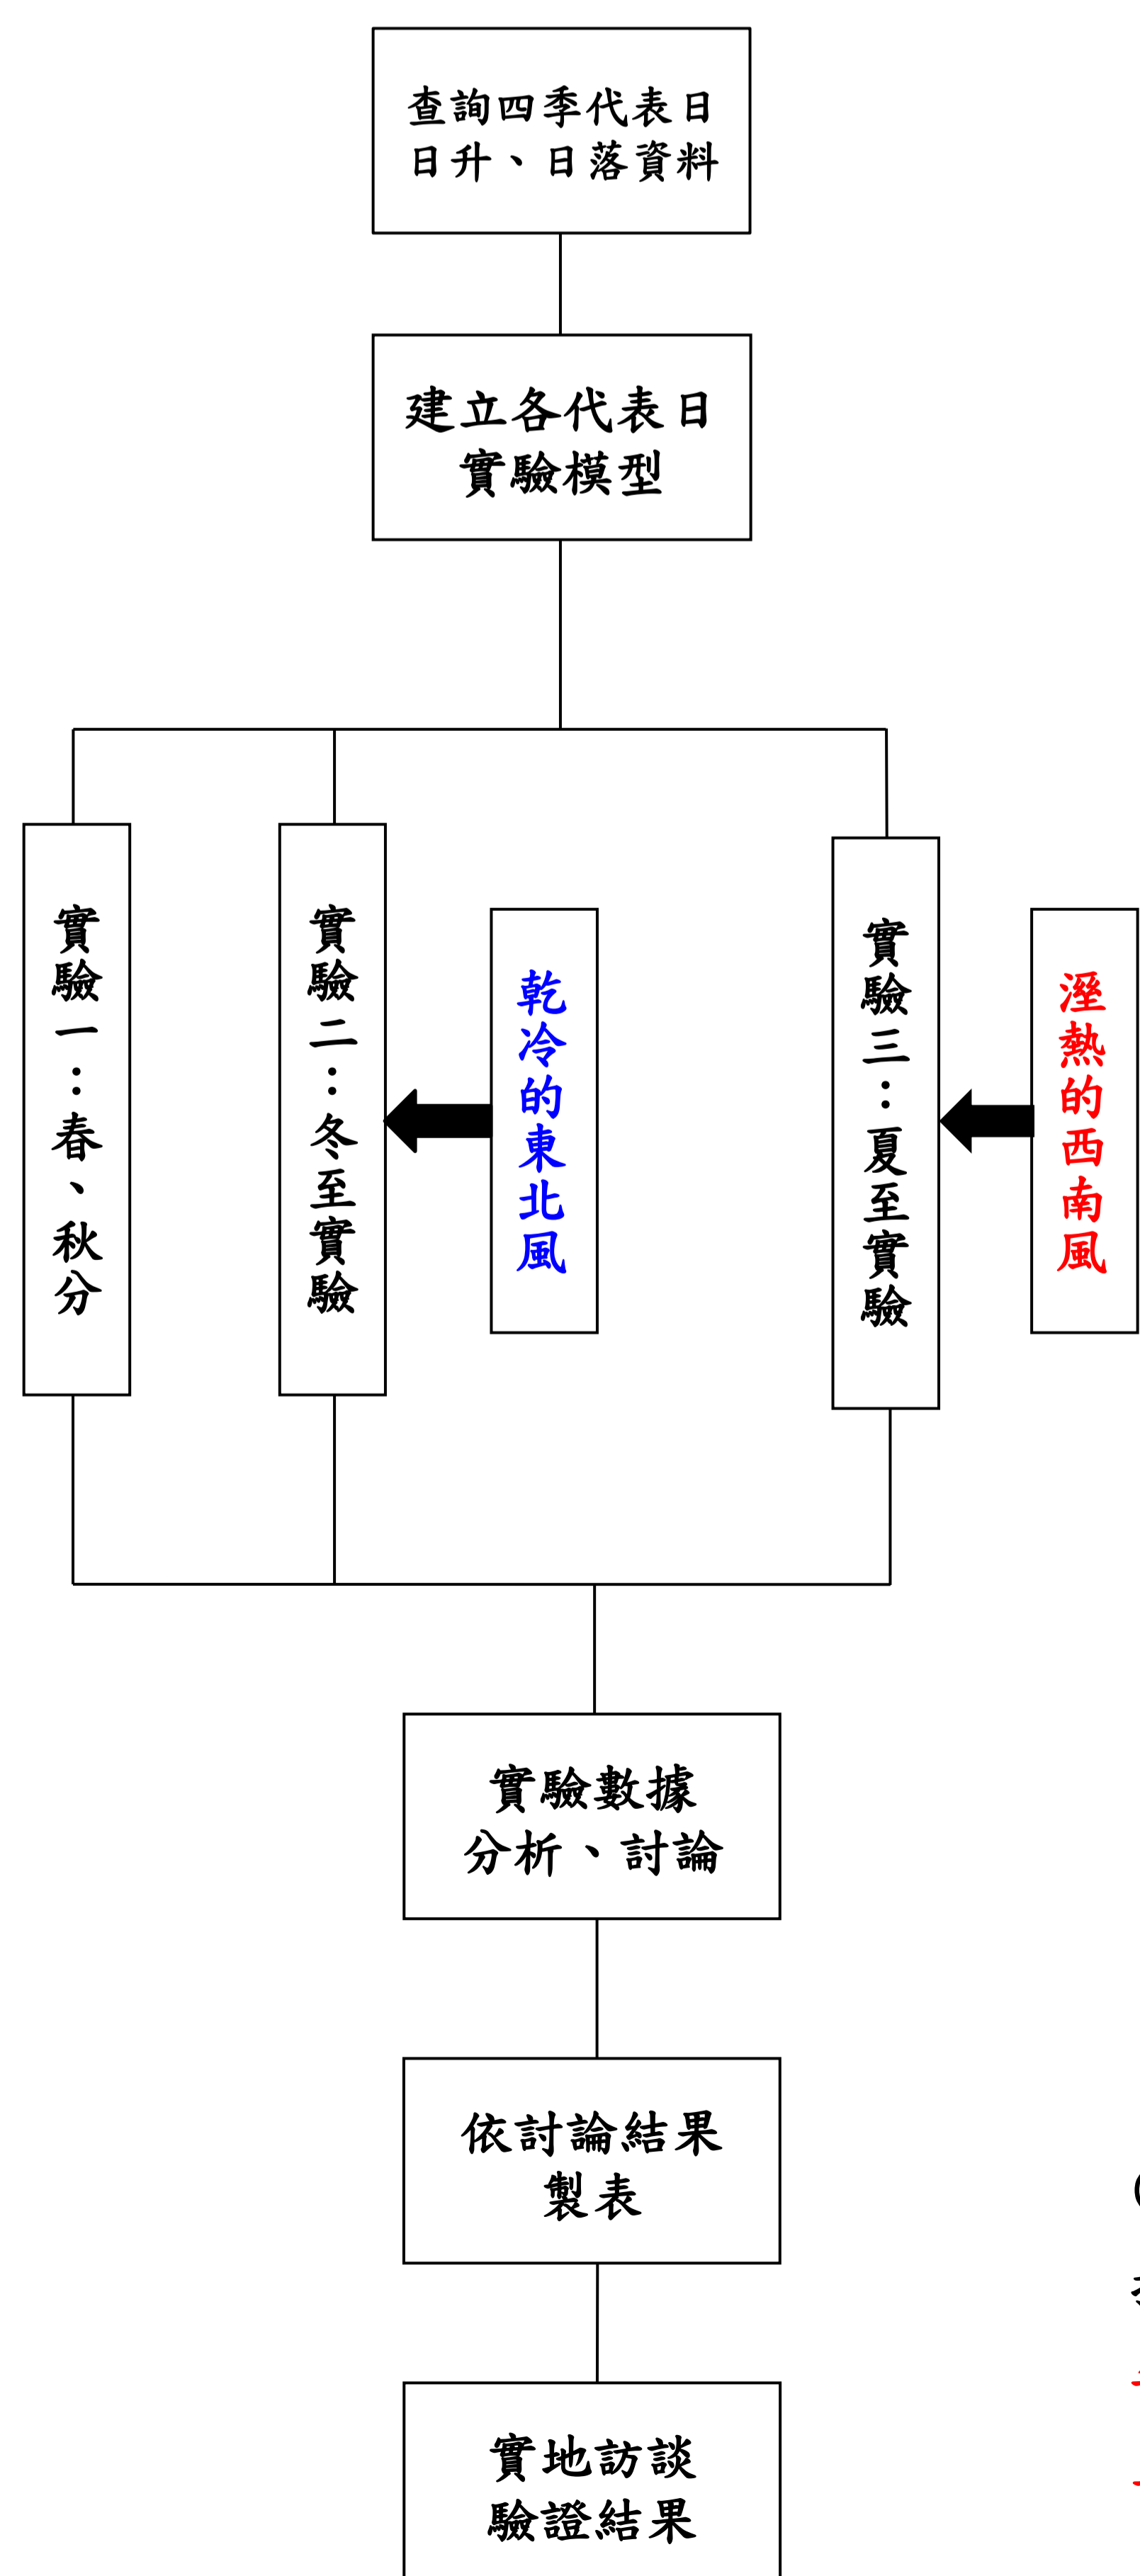 查詢四季代表日
日升、日落資料
建立各代表日
實驗模型
實驗一：春、秋分
實驗二：冬至實驗
乾冷的東北風
實驗三：夏至實驗
溼熱的西南風
實驗數據
分析、討論
依討論結果
製表
實地訪談
驗證結果